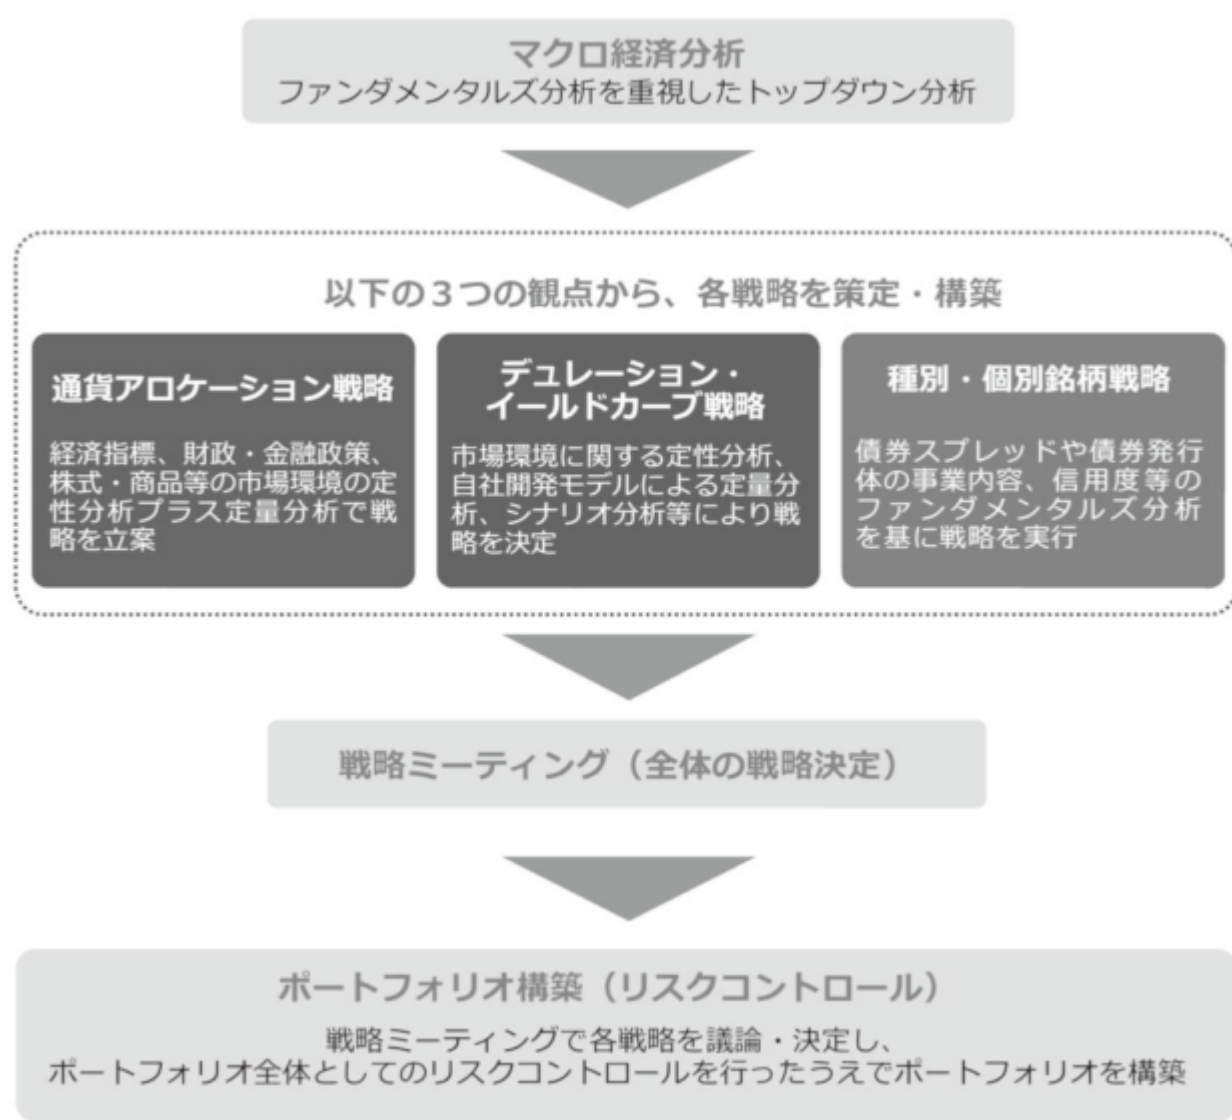 マクロ経済分析
ファンダメンタルズ分析を重視したトップダウン分析
以下の３つの観点から、各戦略を策定・構築
通貨アロケーション戦略
経済指標、財政・金融政策、
株式・商品等の市場環境の定
性分析プラス定量分析で戦
略を立案
デュレーション・
イールドカーブ戦略
市場環境に関する定性分析、
自社開発モデルによる定量分
析、シナリオ分析等により戦
略を決定
種別・個別銘柄戦略
債券スプレッドや債券発行
体の事業内容、信用度等の
ファンダメンタルズ分析
を基に戦略を実行
戦略ミーティング（全体の戦略決定）
ポートフォリオ構築（リスクコントロール）
戦略ミーティングで各戦略を議論・決定し、
ポートフォリオ全体としてのリスクコントロールを行ったうえでポートフォリオを構築